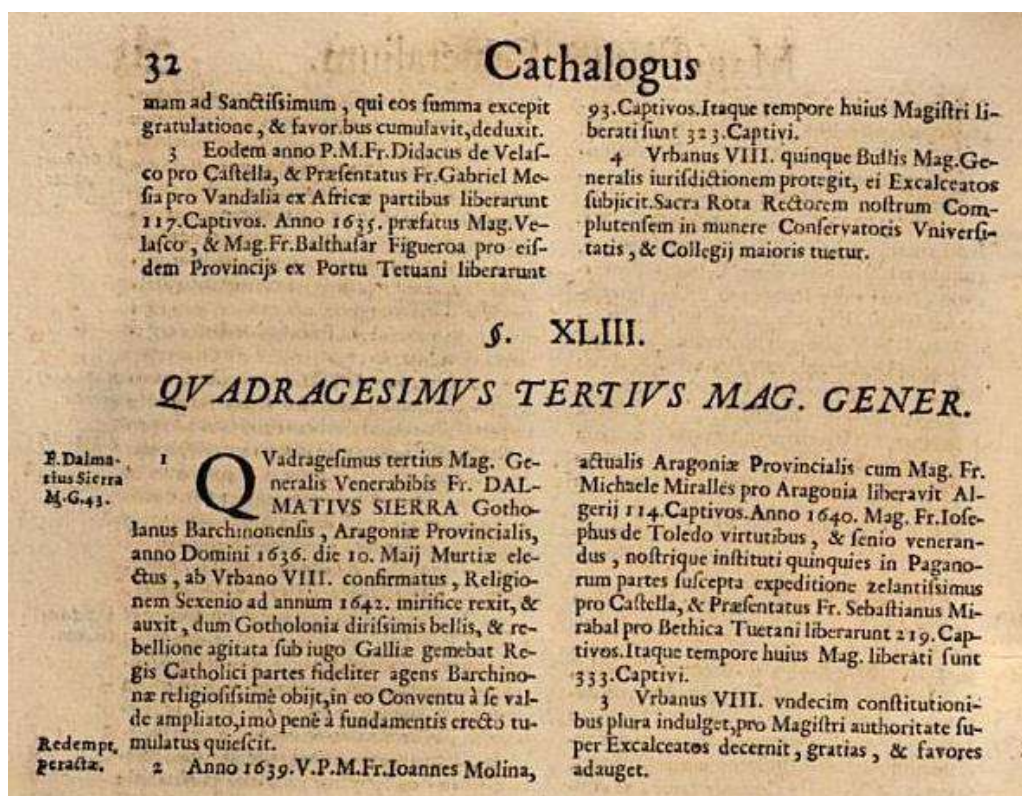 32
Cathalogus
mam ad Sanctiſsimum, qui eos ſumma excepit
gratulatione, & favor.bus cumulavit,deduxit.
3 Eodem anno P.M.Fr.Didacus de Velaſ-
co pro Caſtella, & Præſentatus Fr.Gabriel Me-
ſia pro Vandalia ex Africæ partibus liberarunt
117.Captivos. Anno 1635. præfatus Mag.Ve-
laſco, & Mag.Fr.Balthaſar Figueroa pro eiſ-
dem Provincijs ex Portu Tetuani liberarunt
93.Captivos.Itaque tempore huius Magiſtri li-
berati ſunt 323.Captivi.
4 Vrbanus VIII. quinque Bullis Mag.Ge-
neralis iuriſdictionem protegit, ei Excalceatos
ſubjicit.Sacra Rota Rectorem noſtrum Com-
plutenſem in munere Conſervatoris Vniverſi-
tatis, & Collegij maioris tuetur.
§. XLIII.
QVADRAGESIMVS TERTIVS MAG. GENER.
F.Dalma-
tius Sierra
M.G.43.
1 QVadrageſimus tertius Mag. Ge-
neralis Venerabibis Fr. DAL-
MATIVS SIERRA Gotho-
lanus Barchinonenſis, Aragoniæ Provincialis,
anno Domini 1636. die 10. Maij Murtiæ ele-
ctus, ab Vrbano VIII. confirmatus, Religio-
nem Sexenio ad annum 1642. mirifice rexit, &
auxit, dum Gotholonia diriſsimis bellis, & re-
bellione agitata ſub iugo Galliæ gemebat Re-
gis Catholici partes fideliter agens Barchino-
næ religioſiſsimè obijt,in eo Conventu à ſe val-
de ampliato,imò penè à fundamentis erecto tu-
mulatus quieſcit.
Redempt.
peractæ.
2 Anno 1639.V.P.M.Fr.Ioannes Molina,
actualis Aragoniæ Provincialis cum Mag. Fr.
Michaele Miralles pro Aragonia liberavit Al-
gerij 114.Captivos.Anno 1640. Mag. Fr.Ioſe-
phus de Toledo virtutibus, & ſenio veneran-
dus, noſtrique inſtituti quinquies in Pagano-
rum partes ſuſcepta expeditione zelantiſsimus
pro Caſtella, & Præſentatus Fr. Sebaſtianus Mi-
rabal pro Bethica Tuetani liberarunt 219.Cap-
tivos.Itaque tempore huius Mag. liberati ſunt
333.Captivi.
3 Vrbanus VIII. vndecim conſtitutioni-
bus plura indulget,pro Magiſtri authoritate ſu-
per Excalceatos decernit, gratias, & favores
adauget.